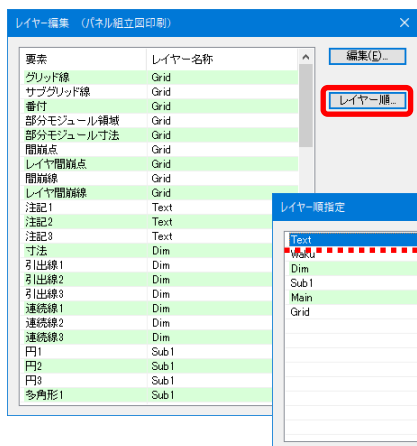 レイヤー編集 （パネル組立図印刷）
編集(E)...
要素 レイヤー名称
レイヤー順...
グリッド線 Grid
サブグリッド線 Grid
番付 Grid
部分モジュール領域 Grid
部分モジュール寸法 Grid
間崩点 Grid
レイヤ間崩点 Grid
間崩線 Grid
レイヤ間崩線 Grid
注記1 Text
注記2 Text
注記3 Text
寸法 Dim
引出線1 Dim
引出線2 Dim
引出線3 Dim
連続線1 Dim
連続線2 Dim
連続線3 Dim
円1 Sub1
円2 Sub1
円3 Sub1
多角形1 Sub1
レイヤー順指定
Text
Waku
Dim
Sub1
Main
Grid